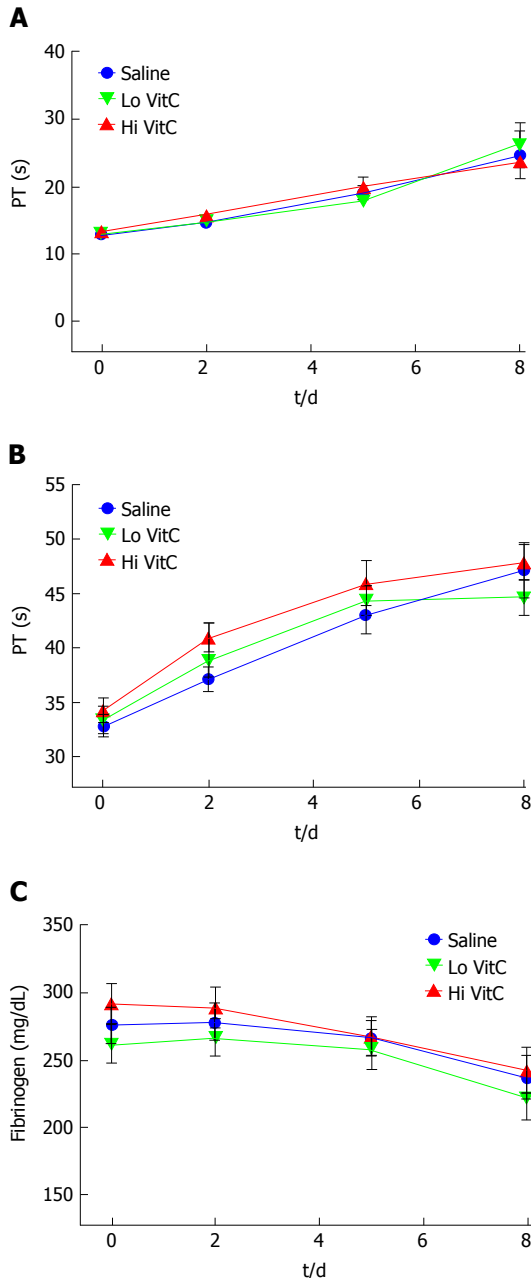 A
40
30
20
10
0
PT (s)
Saline
Lo VitC
Hi VitC
0 2 4 6 8
t/d
B
55
50
45
40
35
30
PT (s)
Saline
Lo VitC
Hi VitC
0 2 4 6 8
t/d
C
350
300
250
200
150
Fibrinogen (mg/dL)
Saline
Lo VitC
Hi VitC
0 2 4 6 8
t/d